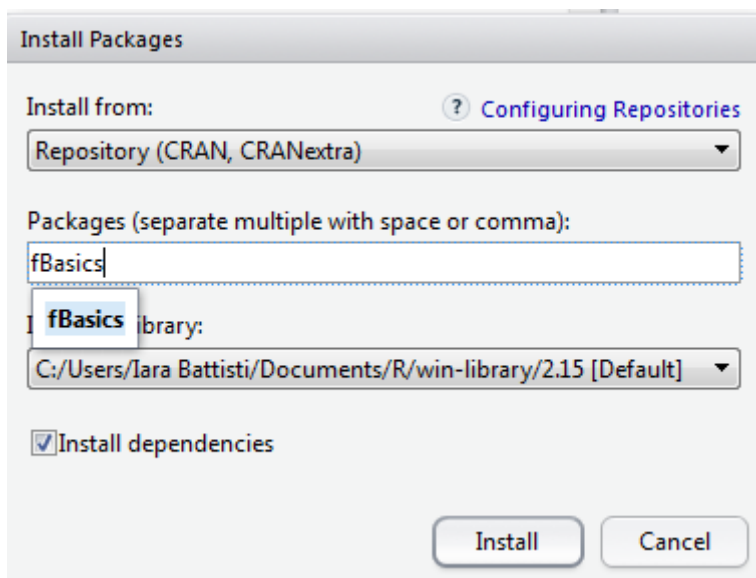 Install Packages
Install from:
? Configuring Repositories
Repository (CRAN, CRANextra)
Packages (separate multiple with space or comma):
fBasics
fBasics
I ibrary:
C:/Users/Iara Battisti/Documents/R/win-library/2.15 [Default]
Install dependencies
Install
Cancel